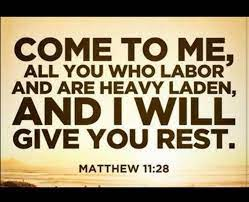 COME TO ME,
ALL YOU WHO LABOR
AND ARE HEAVY LADEN,
AND I WILL
GIVE YOU REST.
MATTHEW 11:28